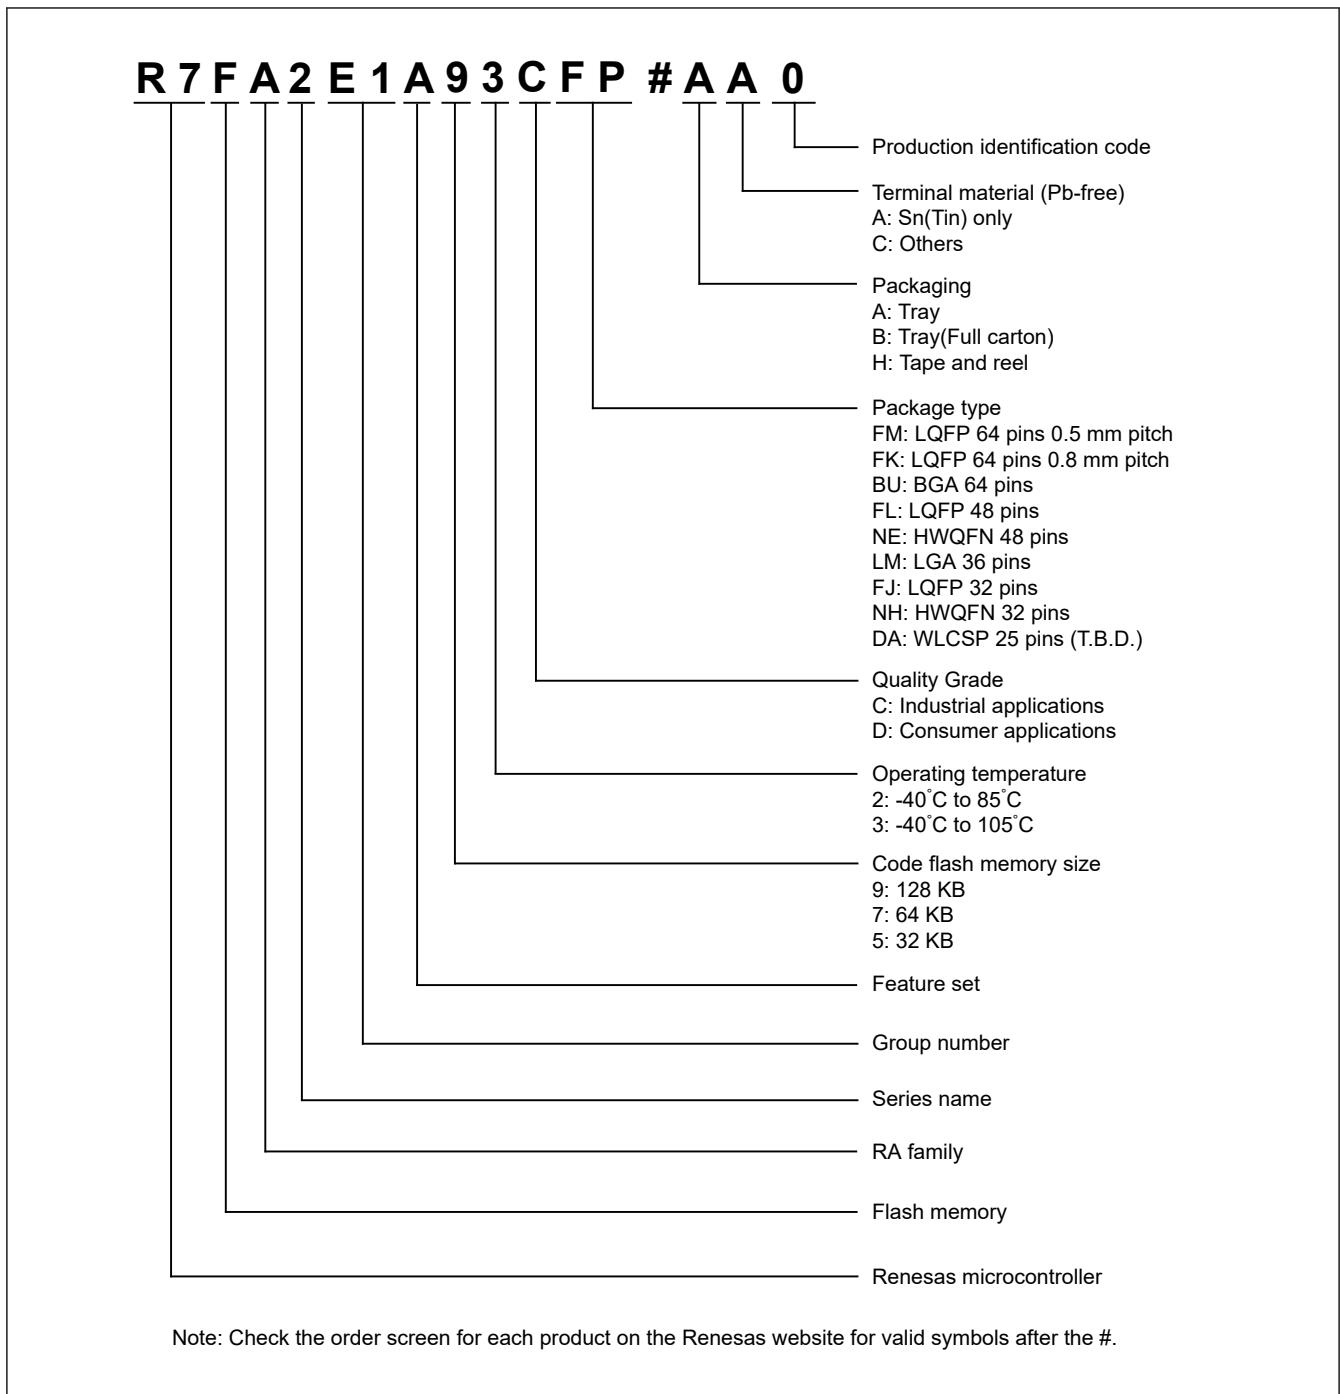 R 7 F A 2 E 1 A 9 3 C F P # A A 0
Production identification code
Terminal material (Pb-free)
A: Sn(Tin) only
C: Others
Packaging
A: Tray
B: Tray(Full carton)
H: Tape and reel
Package type
FM: LQFP 64 pins 0.5 mm pitch
FK: LQFP 64 pins 0.8 mm pitch
BU: BGA 64 pins
FL: LQFP 48 pins
NE: HWQFN 48 pins
LM: LGA 36 pins
FJ: LQFP 32 pins
NH: HWQFN 32 pins
DA: WLCSP 25 pins (T.B.D.)
Quality Grade
C: Industrial applications
D: Consumer applications
Operating temperature
2: -40°C to 85°C
3: -40°C to 105°C
Code flash memory size
9: 128 KB
7: 64 KB
5: 32 KB
Feature set
Group number
Series name
RA family
Flash memory
Renesas microcontroller
Note: Check the order screen for each product on the Renesas website for valid symbols after the #.